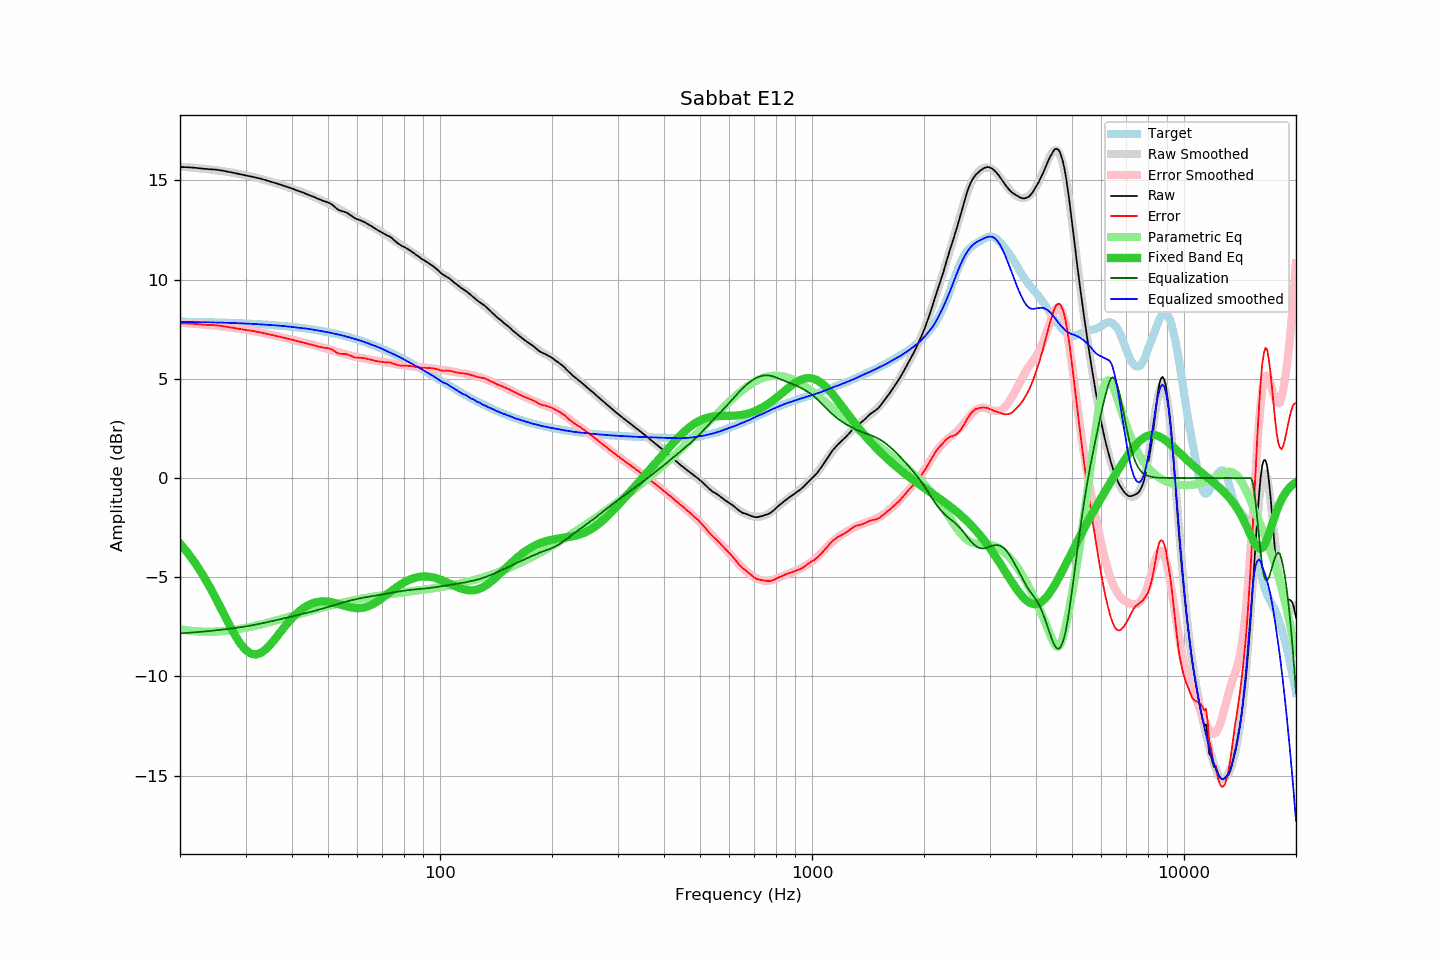 Sabbat E12
Target
Raw Smoothed
Error Smoothed
Raw
Error
Parametric Eq
Fixed Band Eq
Equalization
Equalized smoothed
Amplitude (dBr)
15
10
5
0
−5
−10
−15
100
1000
10000
Frequency (Hz)